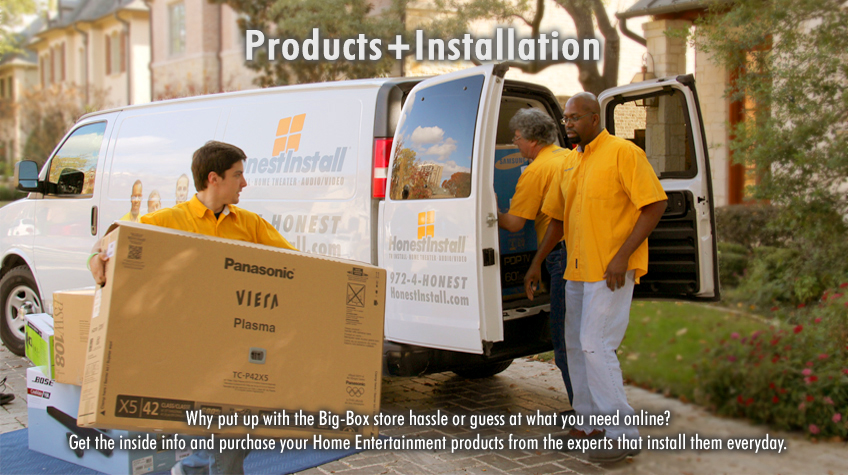 Products+Installation
HonestInstall
HOME THEATER · AUDIO/VIDEO
HONEST
SAMSUNG
HonestInstall
972-4-HONEST
HonestInstall.com
Panasonic
VIERA
Plasma
TC-P42X5
Panasonic
X5 42
BOSE
Why put up with the Big-Box store hassle or guess at what you need online?
Get the inside info and purchase your Home Entertainment products from the experts that install them everyday.